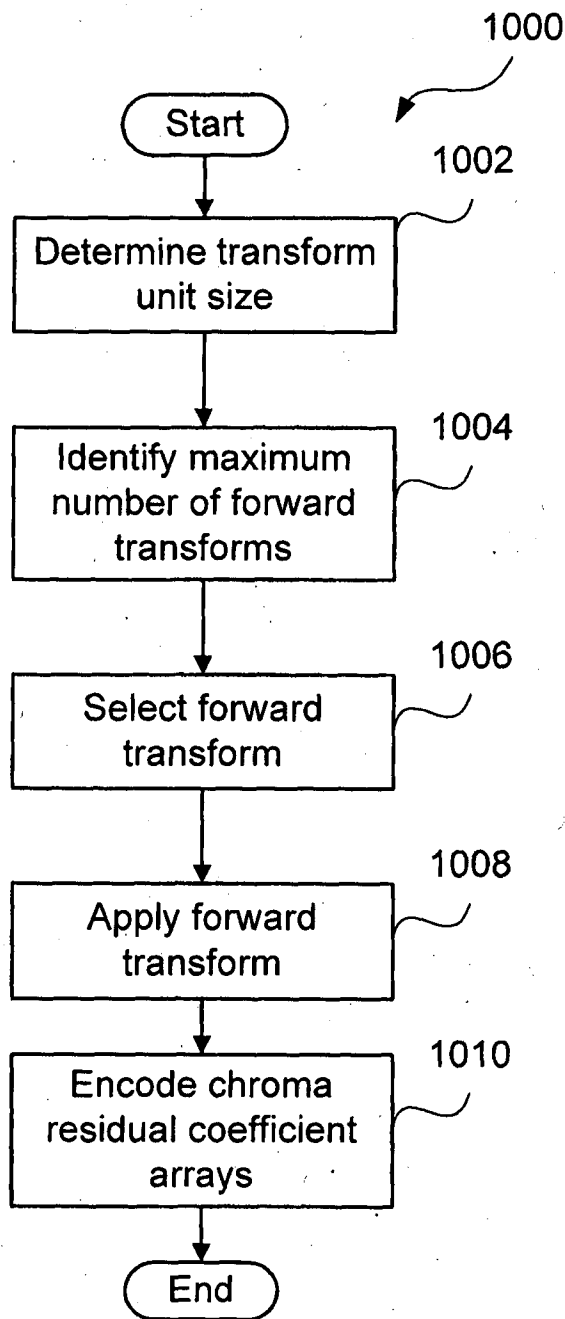 1000
Start
1002
Determine transform
unit size
1004
Identify maximum
number of forward
transforms
1006
Select forward
transform
1008
Apply forward
transform
1010
Encode chroma
residual coefficient
arrays
End